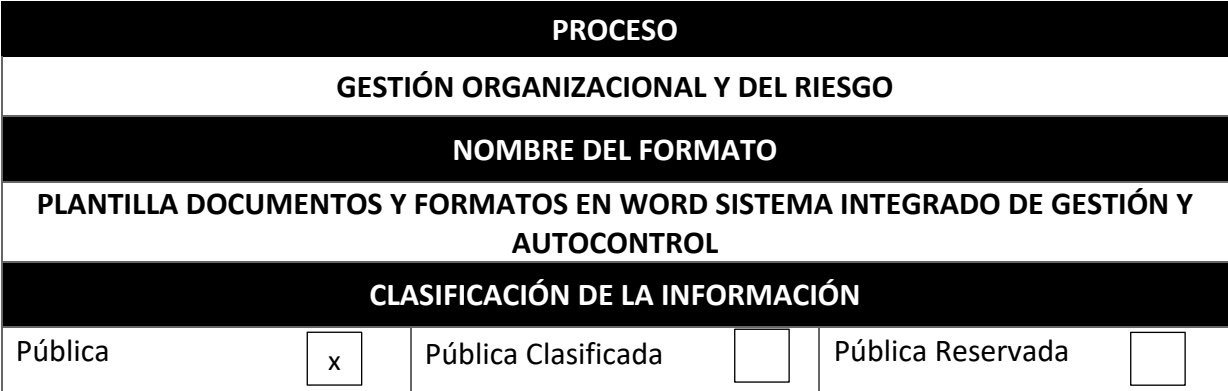 PROCESO
GESTIÓN ORGANIZACIONAL Y DEL RIESGO
NOMBRE DEL FORMATO
PLANTILLA DOCUMENTOS Y FORMATOS EN WORD SISTEMA INTEGRADO DE GESTIÓN Y
AUTOCONTROL
CLASIFICACIÓN DE LA INFORMACIÓN
Pública x Pública Clasificada Pública Reservada